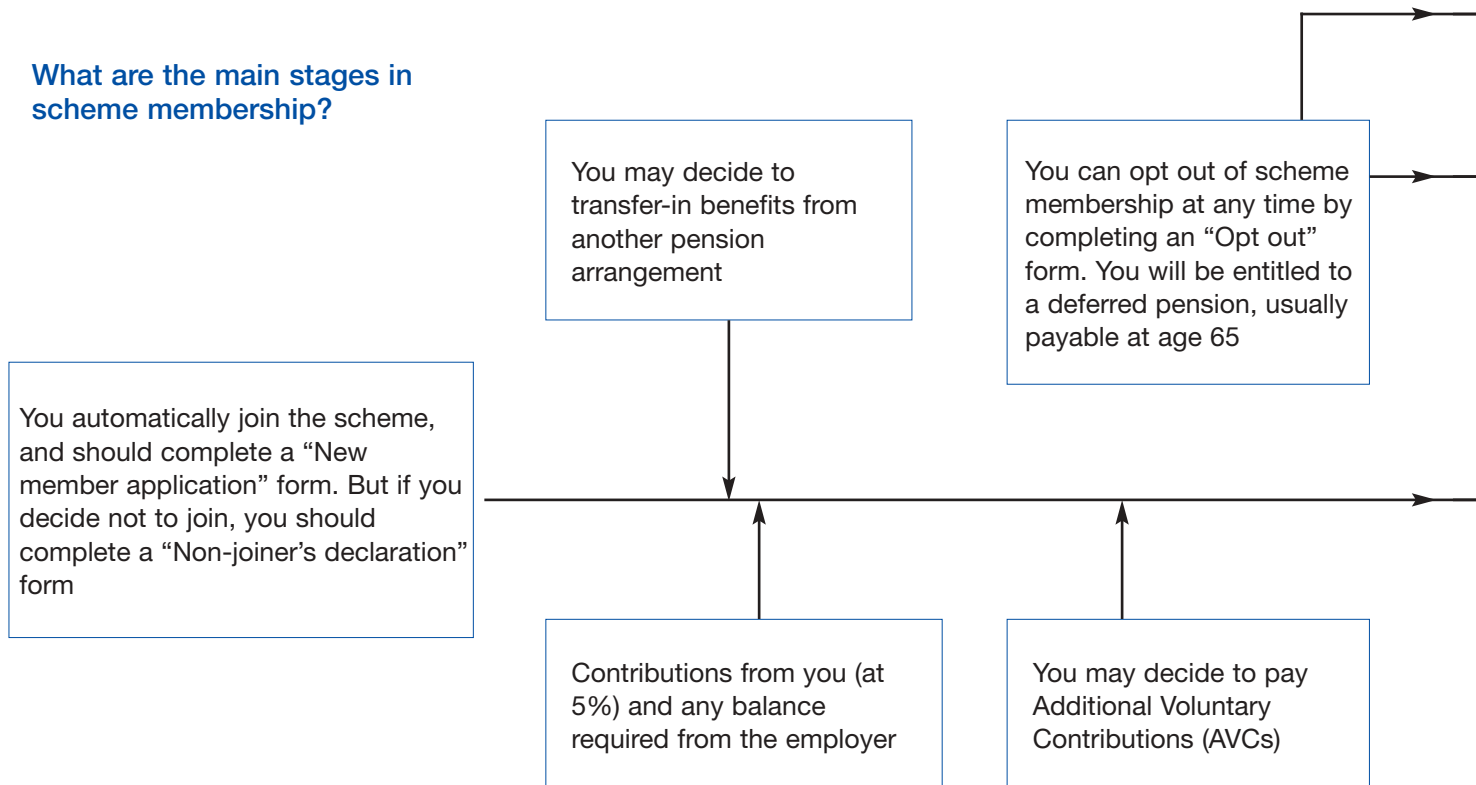 What are the main stages in
scheme membership?
You may decide to
transfer-in benefits from
another pension
arrangement
You can opt out of scheme
membership at any time by
completing an “Opt out”
form. You will be entitled to
a deferred pension, usually
payable at age 65
You automatically join the scheme,
and should complete a “New
member application” form. But if you
decide not to join, you should
complete a “Non-joiner’s declaration”
form
Contributions from you (at
5%) and any balance
required from the employer
You may decide to pay
Additional Voluntary
Contributions (AVCs)